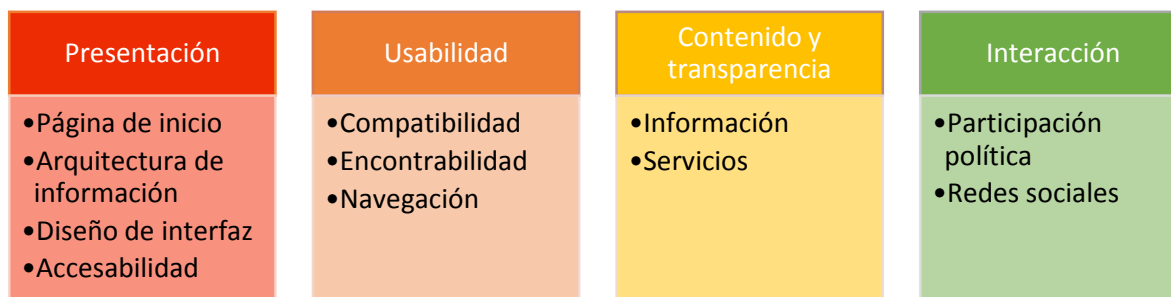 Presentación
•Página de inicio
•Arquitectura de
información
•Diseño de interfaz
•Accesabilidad
Usabilidad
•Compatibilidad
•Encontrabilidad
•Navegación
Contenido y
transparencia
•Información
•Servicios
Interacción
•Participación
política
•Redes sociales